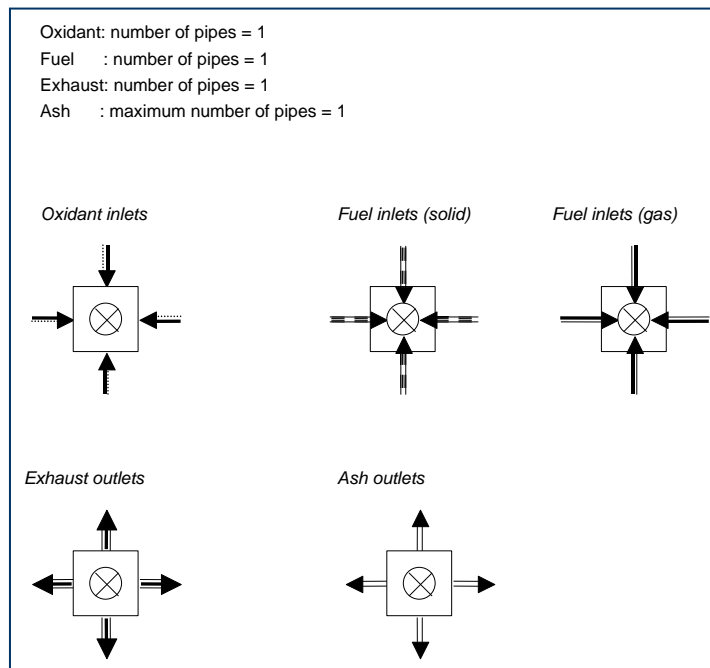 Oxidant: number of pipes = 1
Fuel : number of pipes = 1
Exhaust: number of pipes = 1
Ash : maximum number of pipes = 1
Oxidant inlets
Fuel inlets (solid)
Fuel inlets (gas)
Exhaust outlets
Ash outlets